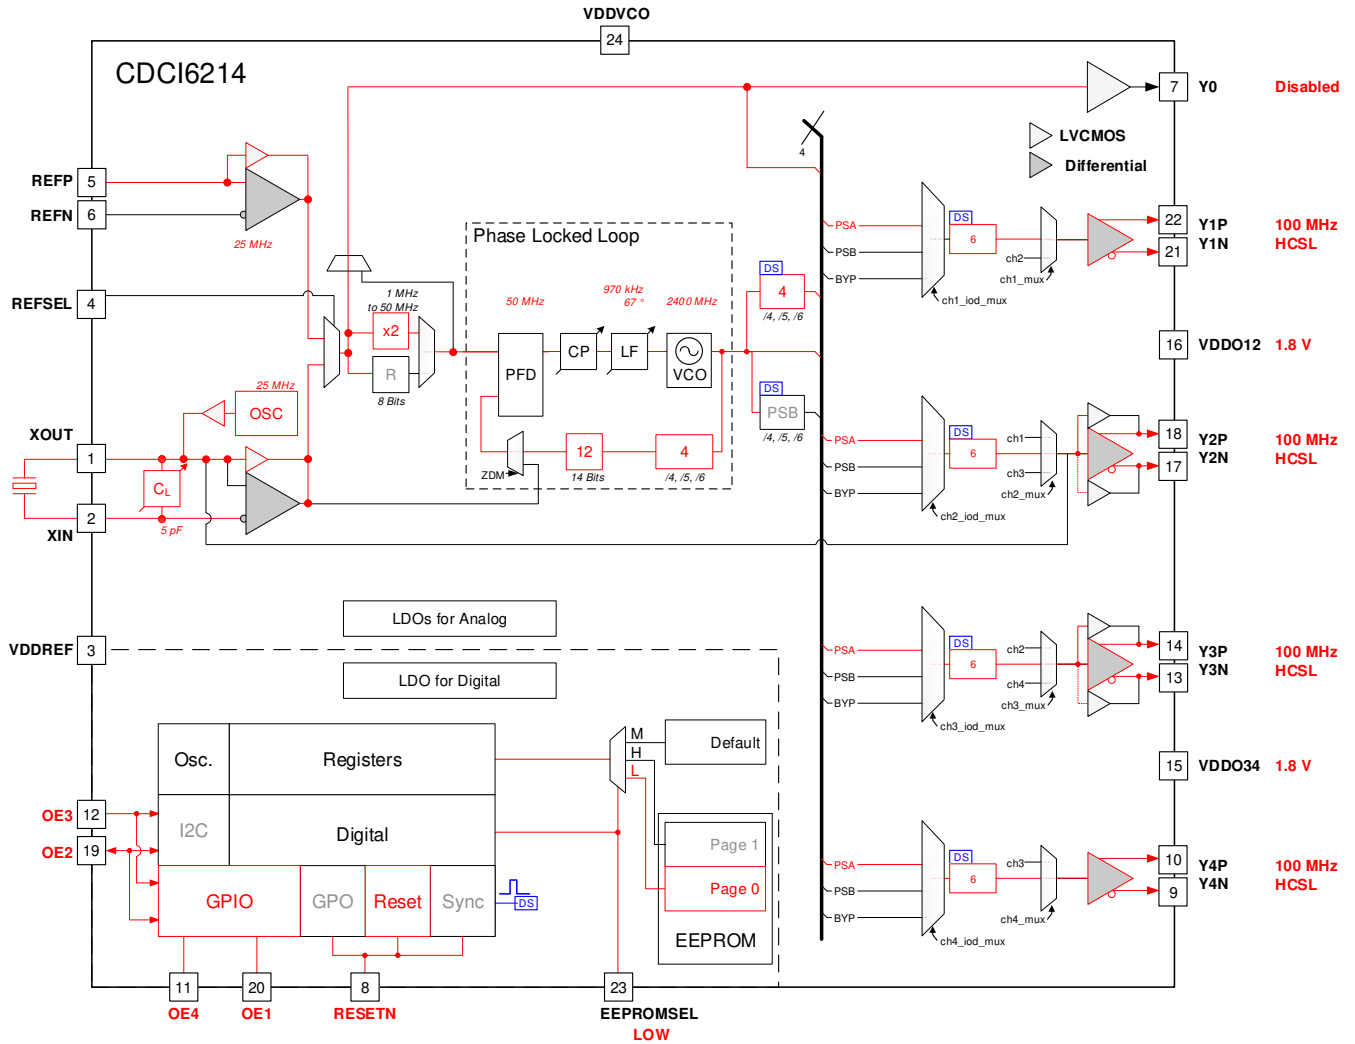 VDDVCO
24
CDCI6214
7 Y0 Disabled
LVCMOS
Differential
4
REFP 5
REFN 6
25 MHz
REFSEL 4
Phase Locked Loop
1 MHz
to 50 MHz
x2
R
8 Bits
50 MHz
970 kHz
67 °
2400 MHz
PFD
CP
LF
VCO
DS
4
/4, /5, /6
DS
PSB
/4, /5, /6
ZDM
12
14 Bits
4
/4, /5, /6
25 MHz
OSC
XOUT
1
CL
5 pF
2
XIN
PSA
PSB
BYP
DS
6
ch2
ch1_mux
ch1_iod_mux
22 Y1P 100 MHz
21 Y1N HCSL
16 VDDO12 1.8 V
PSA
PSB
BYP
DS
6
ch1
ch3
ch2_mux
ch2_iod_mux
18 Y2P 100 MHz
17 Y2N HCSL
LDOs for Analog
VDDREF 3
LDO for Digital
PSA
PSB
BYP
DS
6
ch2
ch4
ch3_mux
ch3_iod_mux
14 Y3P 100 MHz
13 Y3N HCSL
15 VDDO34 1.8 V
Osc.
Registers
M
H
L
Default
OE3 12
OE2 19
I2C
Digital
Page 1
Page 0
EEPROM
GPIO
GPO
Reset
Sync
DS
PSA
PSB
BYP
DS
6
ch3
ch4_mux
ch4_iod_mux
10 Y4P 100 MHz
9 Y4N HCSL
11
20
8
23
OE4
OE1
RESETN
EEPROMSEL
LOW